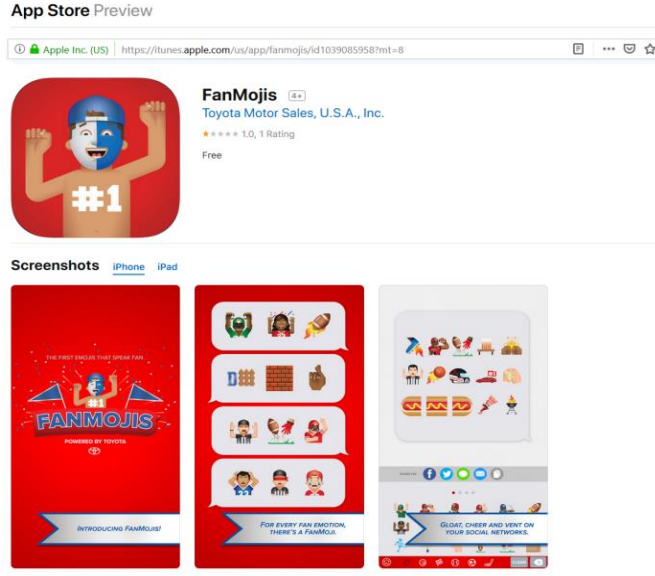 App Store Preview
Apple Inc. (US) https://itunes.apple.com/us/app/fanmojis/id1039085958?mt=8
FanMojis 4+
Toyota Motor Sales, U.S.A., Inc.
1.0, 1 Rating
Free
#1
Screenshots iPhone iPad
THE FIRST EMOJIS THAT SPEAK FAN
#1
FANMOJIS
POWERED BY TOYOTA
INTRODUCING FANMOJIS!
D
FOR EVERY FAN EMOTION,
THERE'S A FANMOJI.
GLOAT, CHEER AND VENT ON
YOUR SOCIAL NETWORKS.